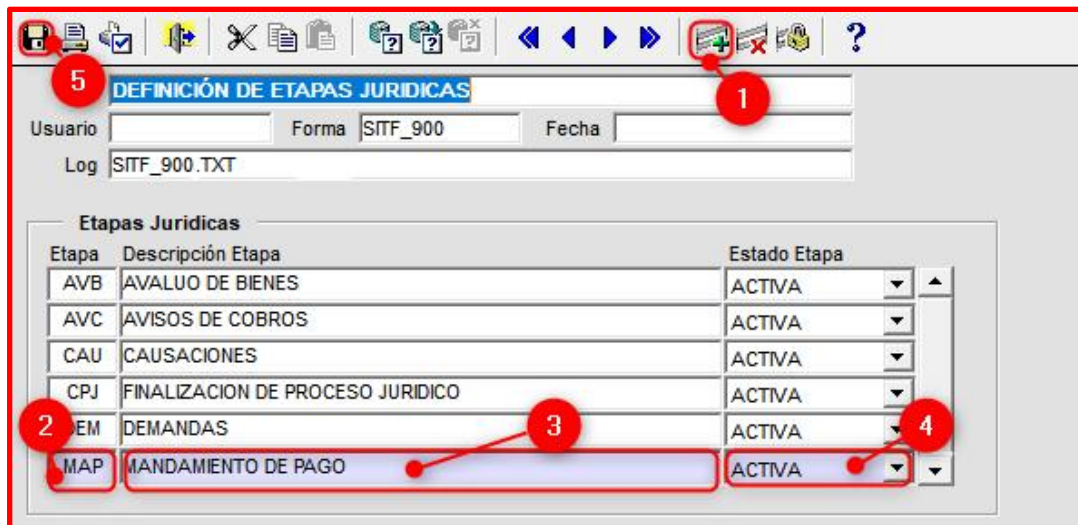 ?
5
1
DEFINICIÓN DE ETAPAS JURIDICAS
Usuario Forma SITF_900 Fecha
Log SITF_900.TXT
Etapas Juridicas
Etapa Descripción Etapa Estado Etapa
AVB AVALUO DE BIENES ACTIVA
AVC AVISOS DE COBROS ACTIVA
CAU CAUSACIONES ACTIVA
CPJ FINALIZACION DE PROCESO JURIDICO ACTIVA
2 EM DEMANDAS 3 ACTIVA 4
MAP MANDAMIENTO DE PAGO ACTIVA